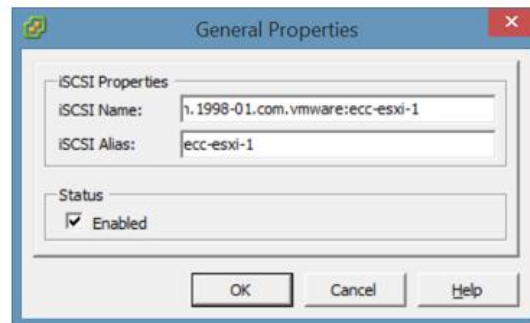 General Properties
iSCSI Properties
iSCSI Name: 1.1998-01.com.vmware:ecc-esxi-1
iSCSI Alias: ecc-esxi-1
Status
Enabled
OK Cancel Help